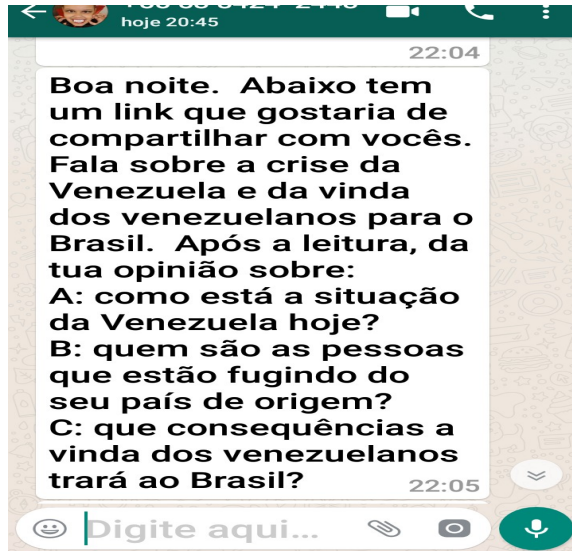 hoje 20:45
22:04
Boa noite. Abaixo tem
um link que gostaria de
compartilhar com vocês.
Fala sobre a crise da
Venezuela e da vinda
dos venezuelanos para o
Brasil. Após a leitura, da
tua opinião sobre:
A: como está a situação
da Venezuela hoje?
B: quem são as pessoas
que estão fugindo do
seu país de origem?
C: que consequências a
vinda dos venezuelanos
trará ao Brasil?
22:05
Digite aqui...